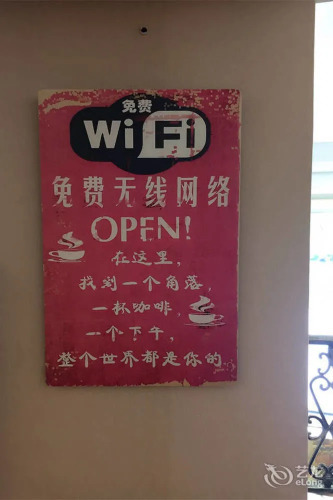 免费
WiFi
免费无线网络
OPEN!
在这里,
找到一个角落,
一杯咖啡,
一个下午,
整个世界都是你的
艺龙
eLong